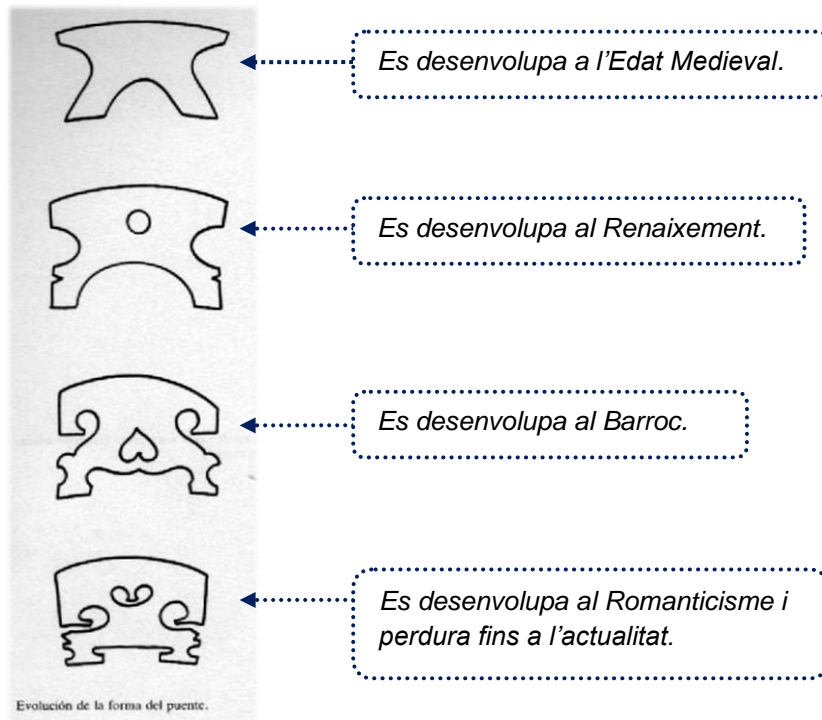 Es desenvolupa a l'Edat Medieval.
Es desenvolupa al Renaixement.
Es desenvolupa al Barroc.
Es desenvolupa al Romanticisme i
perdura fins a l'actualitat.
Evolución de la forma del puente.